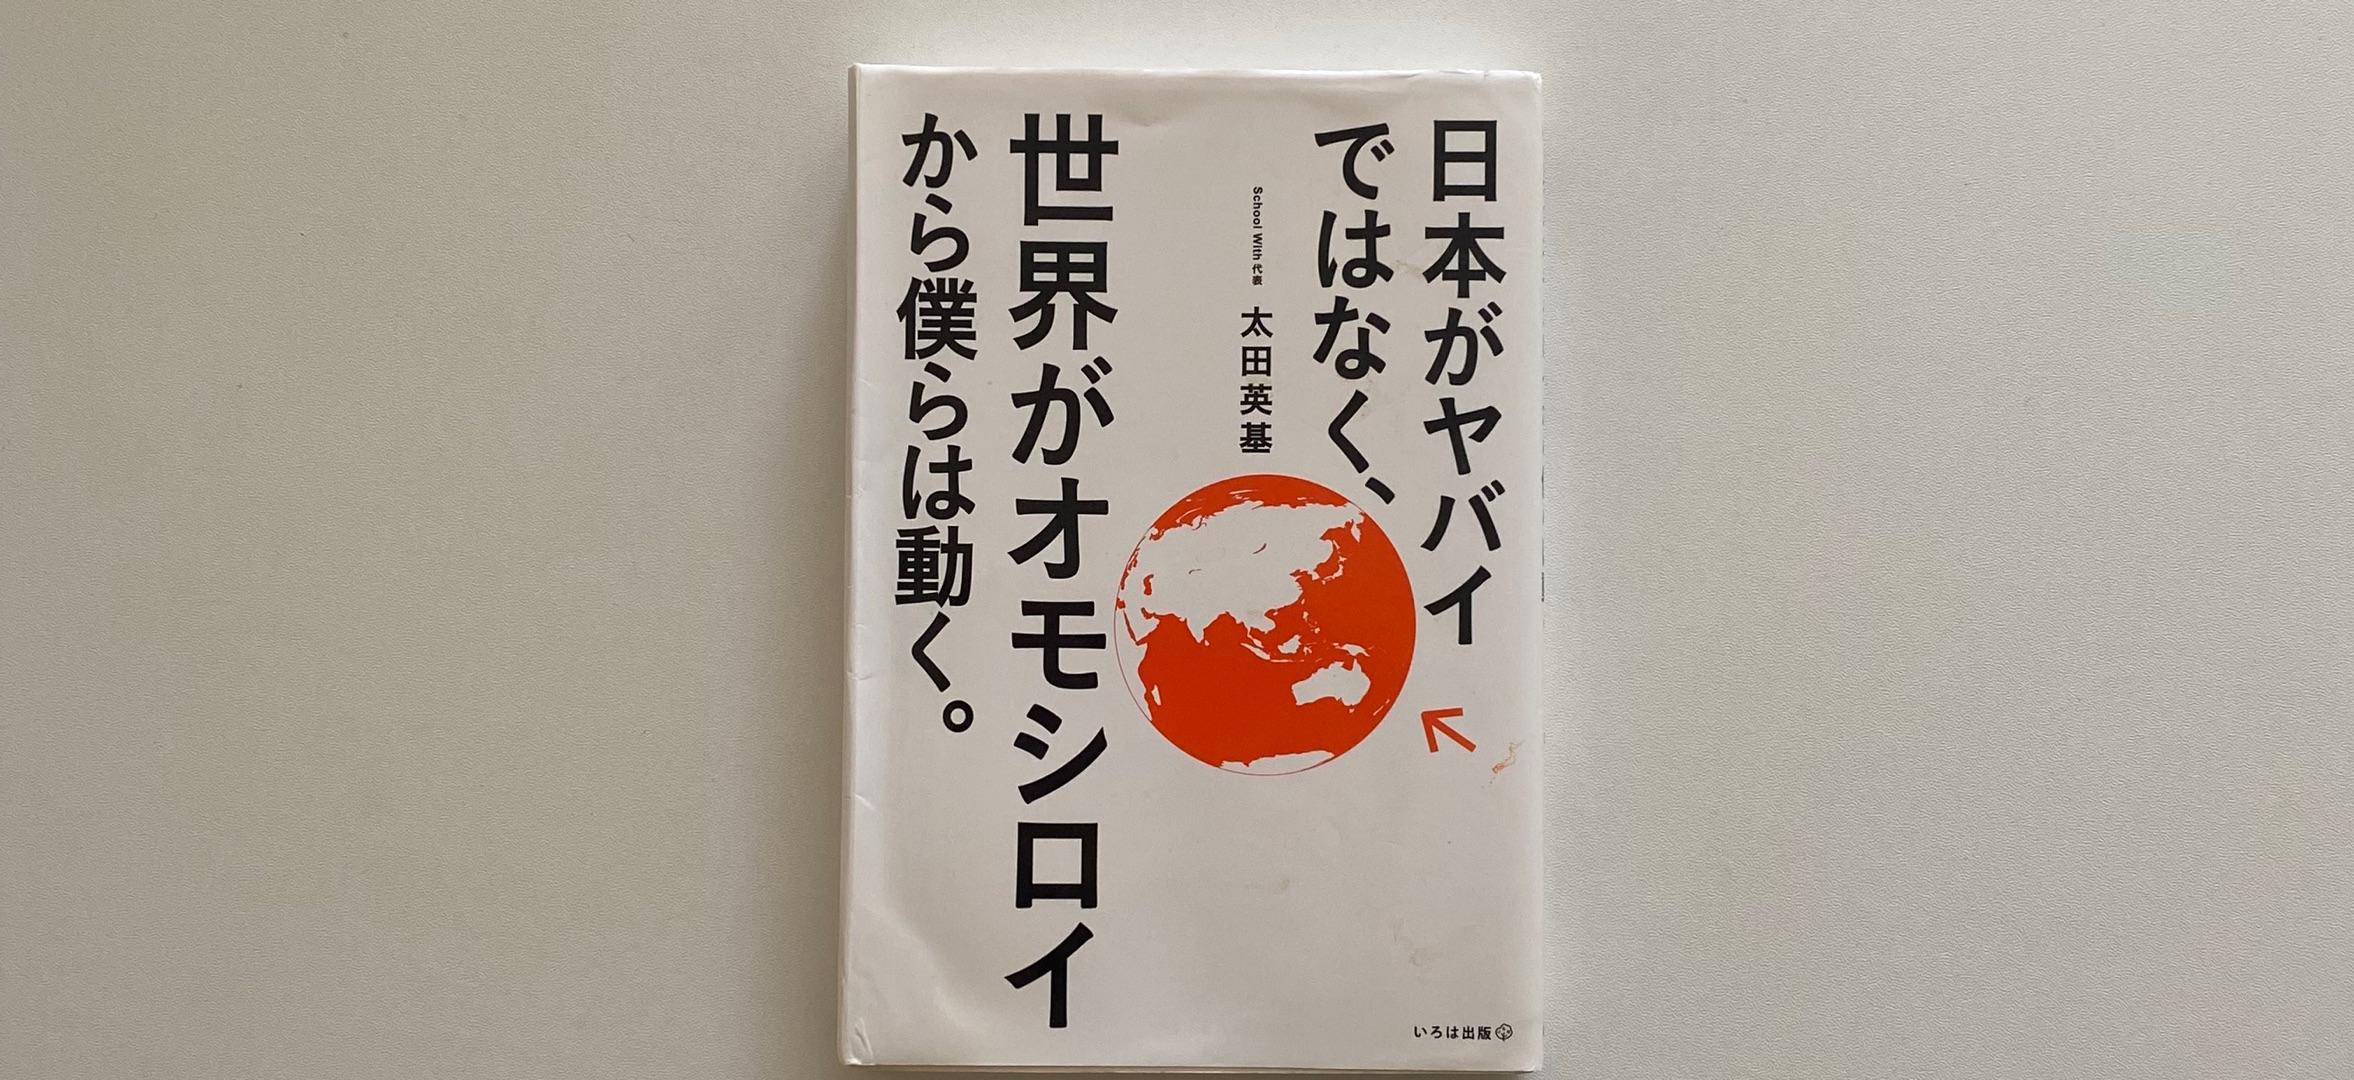 日本がヤバイ
ではなく、
School With 代表 太田英基
世界がオモシロイ
から僕らは動く。
いろは出版